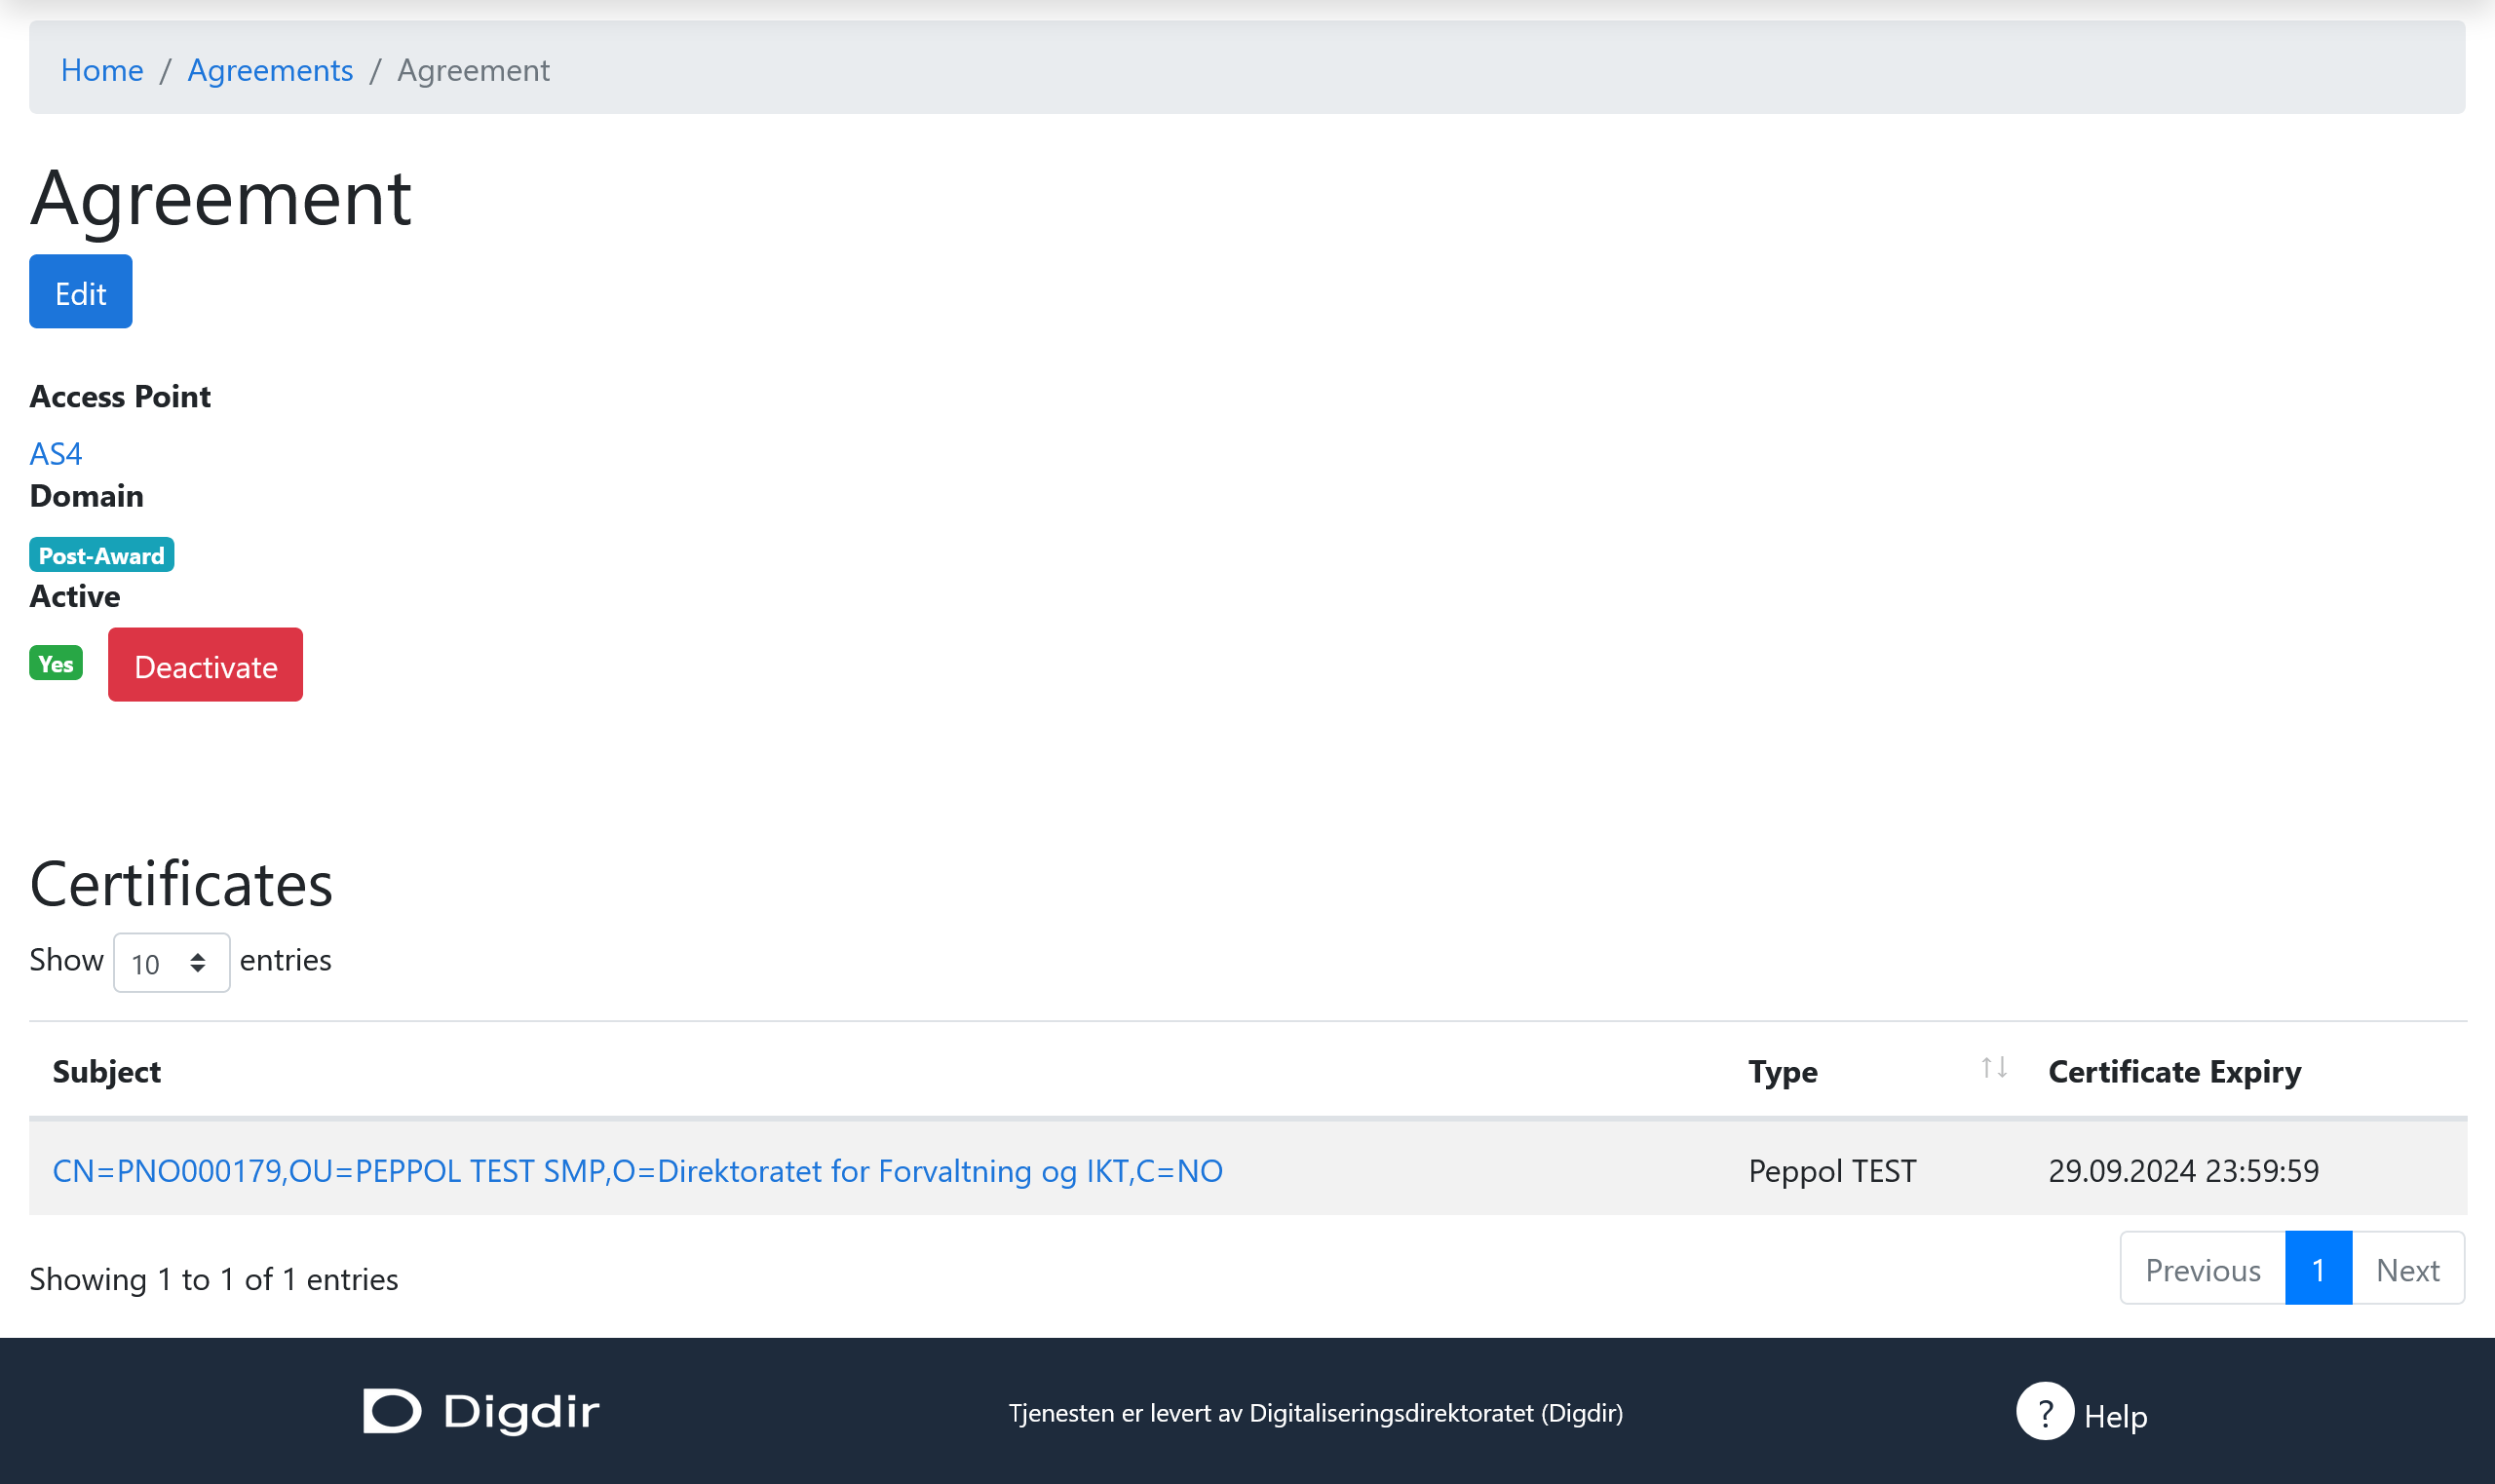 Home / Agreements / Agreement
Agreement
Edit
Access Point
AS4
Domain
Post-Award
Active
Yes Deactivate
Certificates
Show 10 entries
Subject Type ↑↓ Certificate Expiry
CN=PNO000179,OU=PEPPOL TEST SMP,O=Direktoratet for Forvaltning og IKT,C=NO Peppol TEST 29.09.2024 23:59:59
Showing 1 to 1 of 1 entries Previous 1 Next
Digdir Tjenesten er levert av Digitaliseringsdirektoratet (Digdir) ? Help